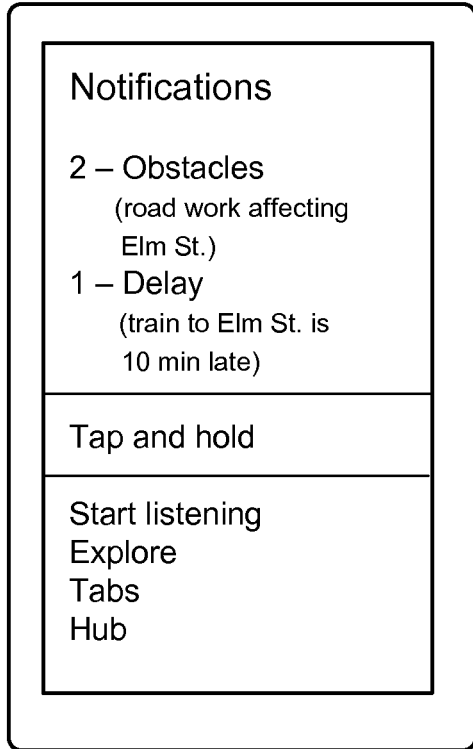 Notifications
2 – Obstacles
(road work affecting
Elm St.)
1 – Delay
(train to Elm St. is
10 min late)
Tap and hold
Start listening
Explore
Tabs
Hub